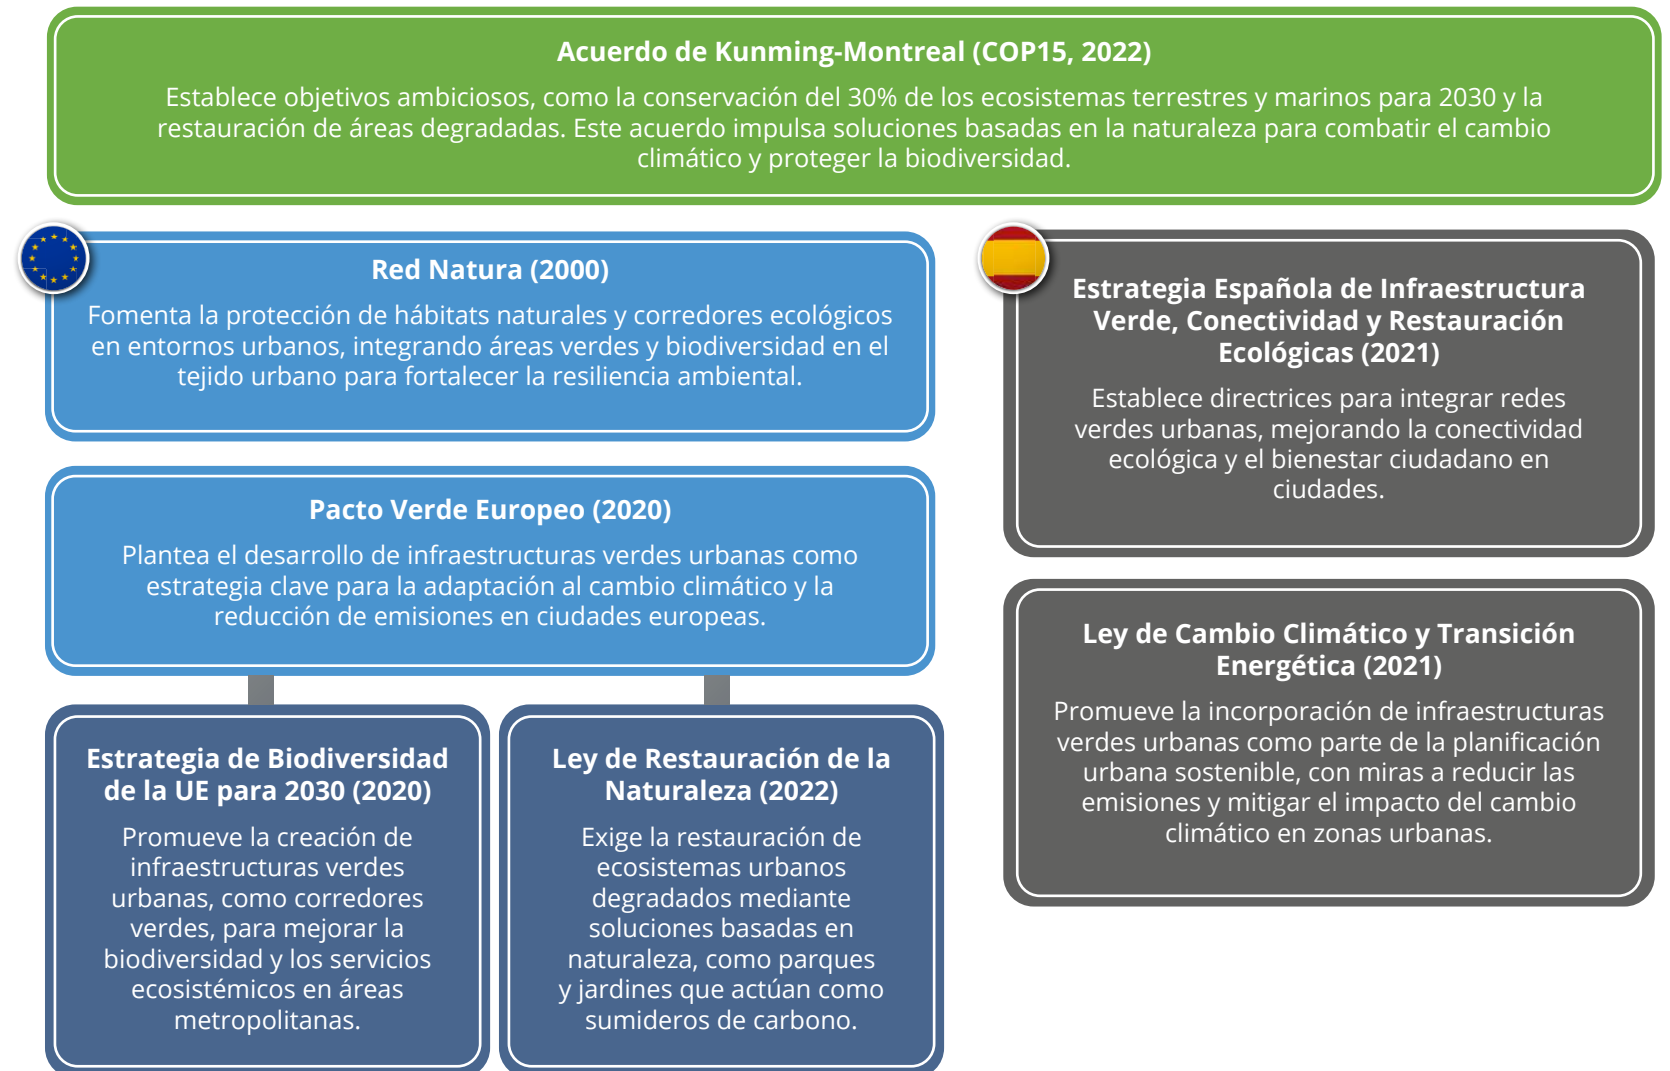 Acuerdo de Kunming-Montreal (COP15, 2022)
Establece objetivos ambiciosos, como la conservación del 30% de los ecosistemas terrestres y marinos para 2030 y la
restauración de áreas degradadas. Este acuerdo impulsa soluciones basadas en la naturaleza para combatir el cambio
climático y proteger la biodiversidad.
Red Natura (2000)
Fomenta la protección de hábitats naturales y corredores ecológicos
en entornos urbanos, integrando áreas verdes y biodiversidad en el
tejido urbano para fortalecer la resiliencia ambiental.
Pacto Verde Europeo (2020)
Plantea el desarrollo de infraestructuras verdes urbanas como
estrategia clave para la adaptación al cambio climático y la
reducción de emisiones en ciudades europeas.
Estrategia de Biodiversidad
de la UE para 2030 (2020)
Promueve la creación de
infraestructuras verdes
urbanas, como corredores
verdes, para mejorar la
biodiversidad y los servicios
ecosistémicos en áreas
metropolitanas.
Ley de Restauración de la
Naturaleza (2022)
Exige la restauración de
ecosistemas urbanos
degradados mediante
soluciones basadas en
naturaleza, como parques
y jardines que actúan como
sumideros de carbono.
Estrategia Española de Infraestructura
Verde, Conectividad y Restauración
Ecológicas (2021)
Establece directrices para integrar redes
verdes urbanas, mejorando la conectividad
ecológica y el bienestar ciudadano en
ciudades.
Ley de Cambio Climático y Transición
Energética (2021)
Promueve la incorporación de infraestructuras
verdes urbanas como parte de la planificación
urbana sostenible, con miras a reducir las
emisiones y mitigar el impacto del cambio
climático en zonas urbanas.